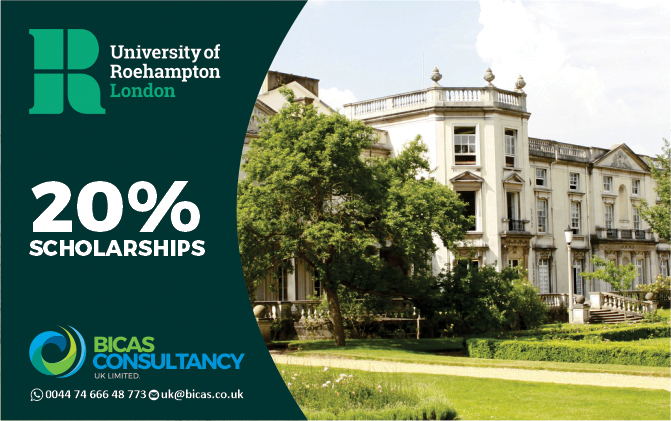 University of
Roehampton
London
20%
SCHOLARSHIPS
BICAS
CONSULTANCY
UK LIMITED.
0044 74 666 48 773 uk@bicas.co.uk